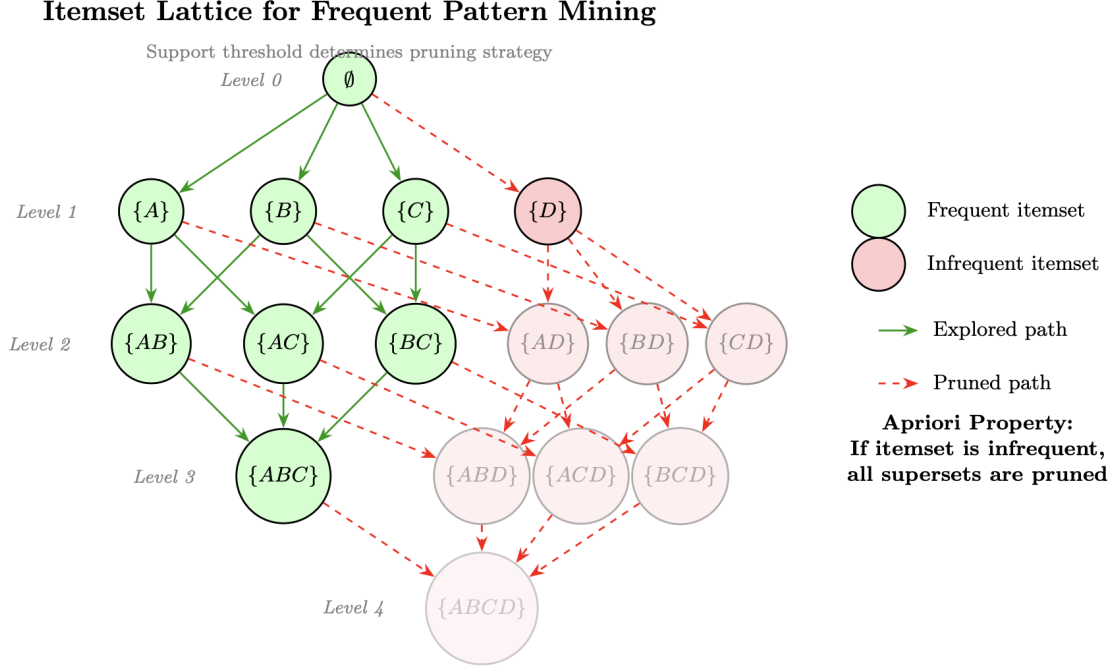 Itemset Lattice for Frequent Pattern Mining
Support threshold determines pruning strategy
Level 0
∅
Level 1
{A}
{B}
{C}
{D}
Level 2
{AB}
{AC}
{BC}
{AD}
{BD}
{CD}
Level 3
{ABC}
{ABD}
{ACD}
{BCD}
Level 4
{ABCD}
Frequent itemset
Infrequent itemset
Explored path
Pruned path
Apriori Property:
If itemset is infrequent,
all supersets are pruned